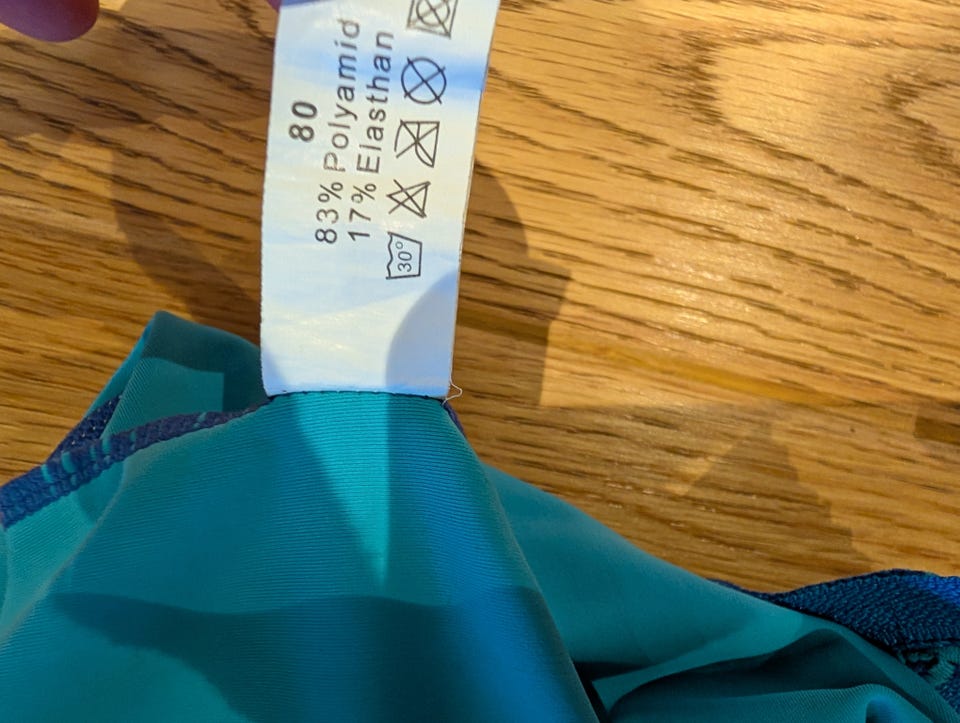 80
83% Polyamid
17% Elasthan
30°